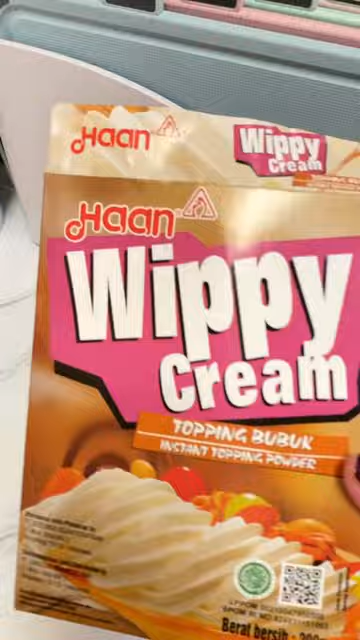 Haan
Wippy
Cream
Haan
Wippy
Cream
TOPPING BUBUK
INSTANT TOPPING POWDER
Berat bersih :